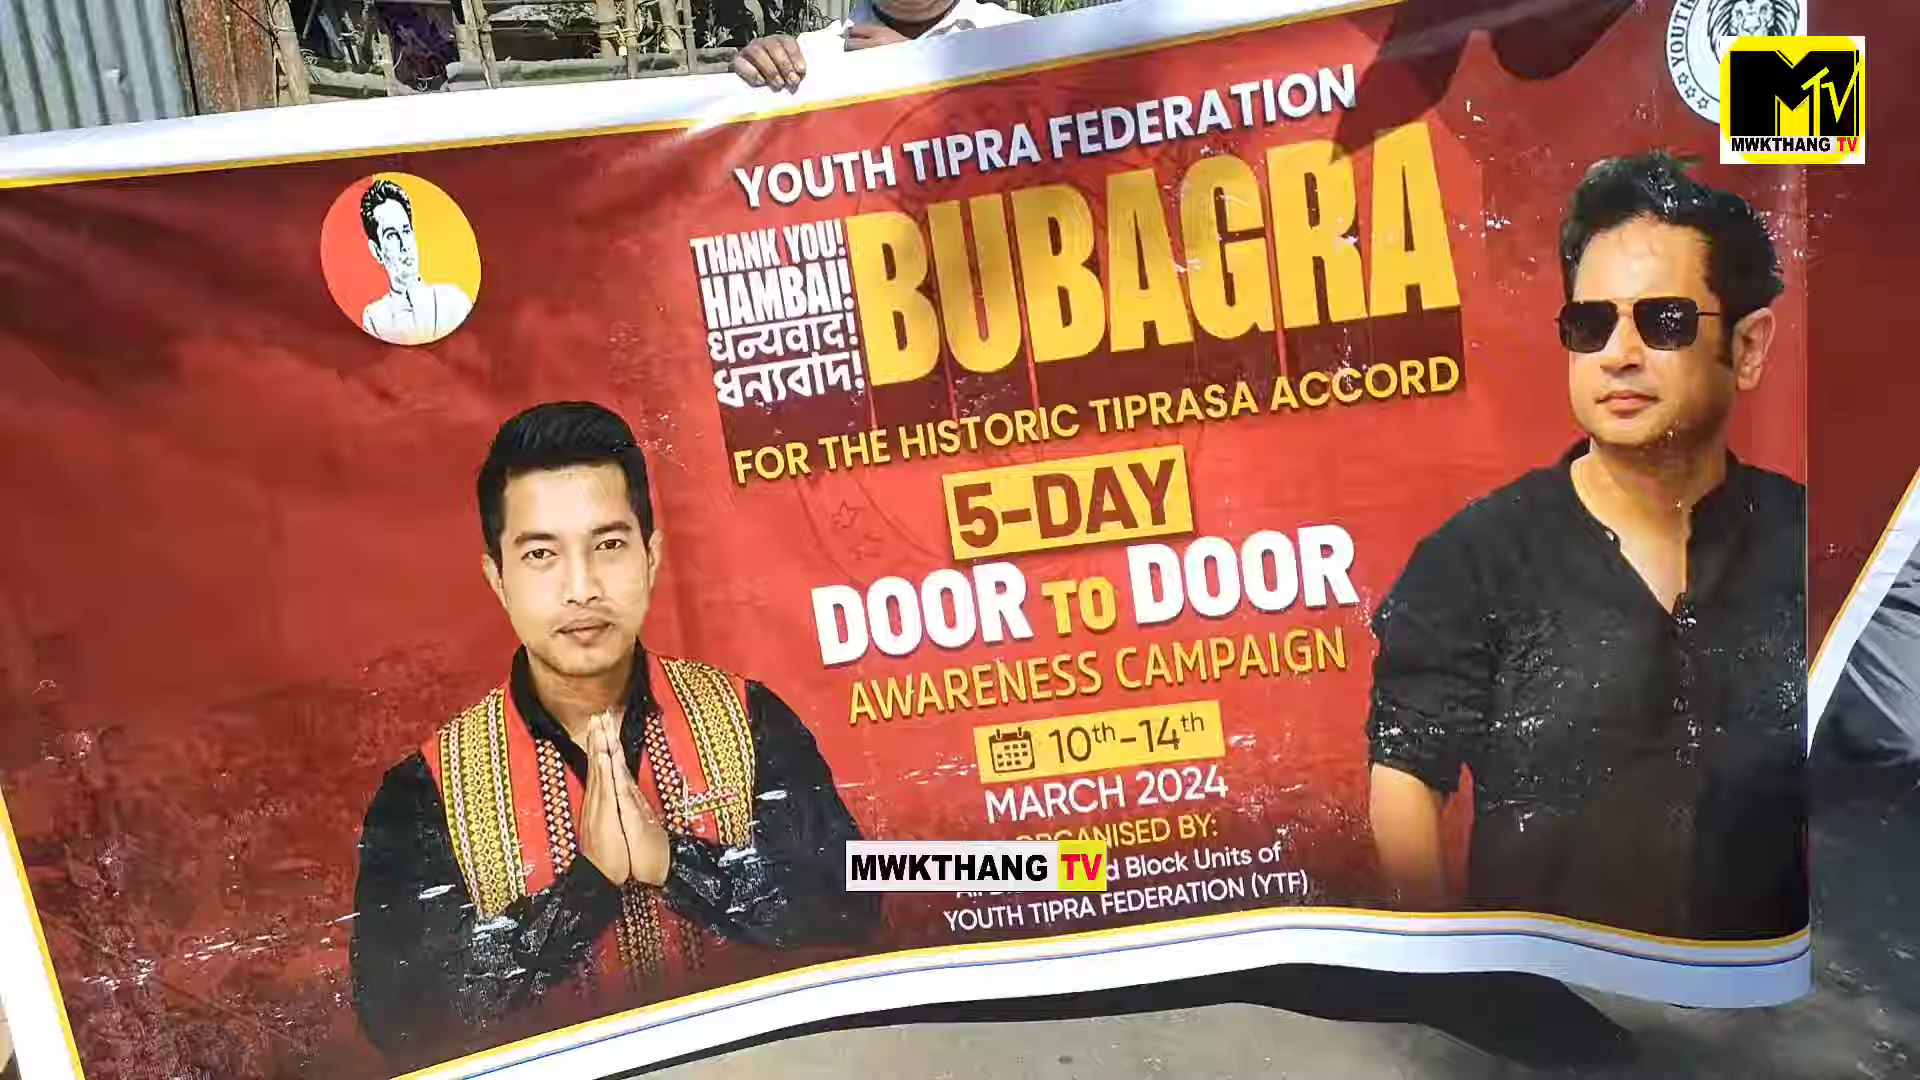 YOUTH
MTV
MWKTHANG TV
YOUTH TIPRA FEDERATION
THANK YOU!
HAMBAI!
धन्यवाद!
ধন্যবাদ!
BUBAGRA
FOR THE HISTORIC TIPRASA ACCORD
5-DAY
DOOR TO DOOR
AWARENESS CAMPAIGN
10th-14th
MARCH 2024
ORGANISED BY:
Block Units of
YOUTH TIPRA FEDERATION (YTF)
MWKTHANG TV